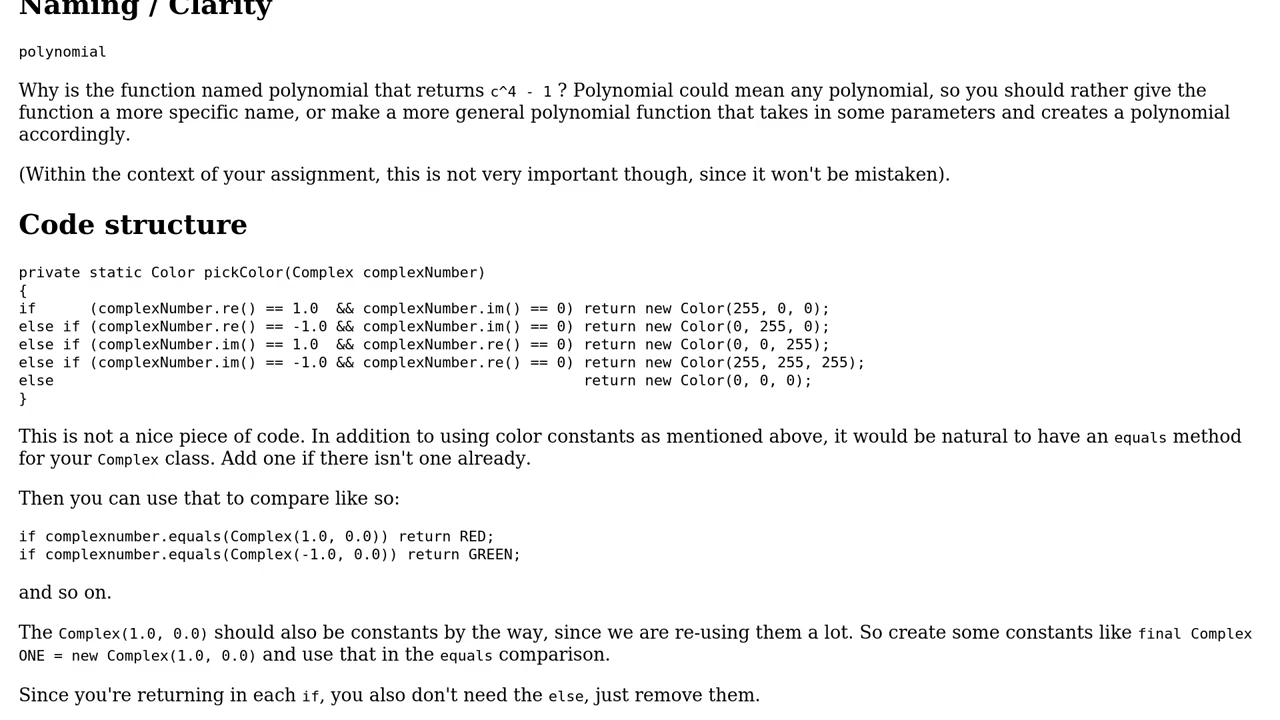 Naming / Clarity
polynomial
Why is the function named polynomial that returns c^4 - 1 ? Polynomial could mean any polynomial, so you should rather give the
function a more specific name, or make a more general polynomial function that takes in some parameters and creates a polynomial
accordingly.
(Within the context of your assignment, this is not very important though, since it won't be mistaken).
Code structure
private static Color pickColor(Complex complexNumber)
{
if      (complexNumber.re() == 1.0  && complexNumber.im() == 0) return new Color(255, 0, 0);
else if (complexNumber.re() == -1.0 && complexNumber.im() == 0) return new Color(0, 255, 0);
else if (complexNumber.im() == 1.0  && complexNumber.re() == 0) return new Color(0, 0, 255);
else if (complexNumber.im() == -1.0 && complexNumber.re() == 0) return new Color(255, 255, 255);
else                                                            return new Color(0, 0, 0);
}
This is not a nice piece of code. In addition to using color constants as mentioned above, it would be natural to have an equals method
for your Complex class. Add one if there isn't one already.
Then you can use that to compare like so:
if complexnumber.equals(Complex(1.0, 0.0)) return RED;
if complexnumber.equals(Complex(-1.0, 0.0)) return GREEN;
and so on.
The Complex(1.0, 0.0) should also be constants by the way, since we are re-using them a lot. So create some constants like final Complex
ONE = new Complex(1.0, 0.0) and use that in the equals comparison.
Since you're returning in each if, you also don't need the else, just remove them.